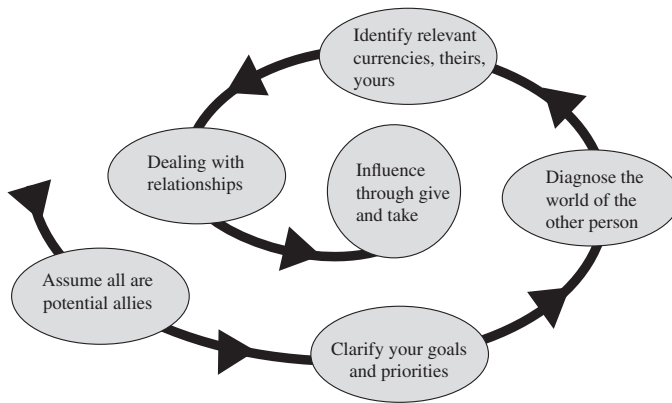 Identify relevant
currencies, theirs,
yours
Dealing with
relationships
Influence
through give
and take
Diagnose the
world of the
other person
Assume all are
potential allies
Clarify your goals
and priorities